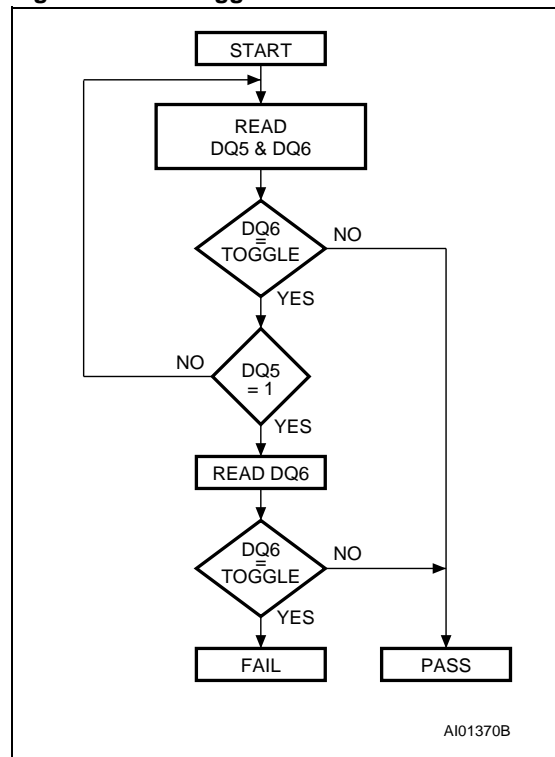 START
READ
DQ5 & DQ6
DQ6
=
TOGGLE
NO
YES
NO
DQ5
= 1
YES
READ DQ6
DQ6
=
TOGGLE
NO
YES
FAIL
PASS
AI01370B